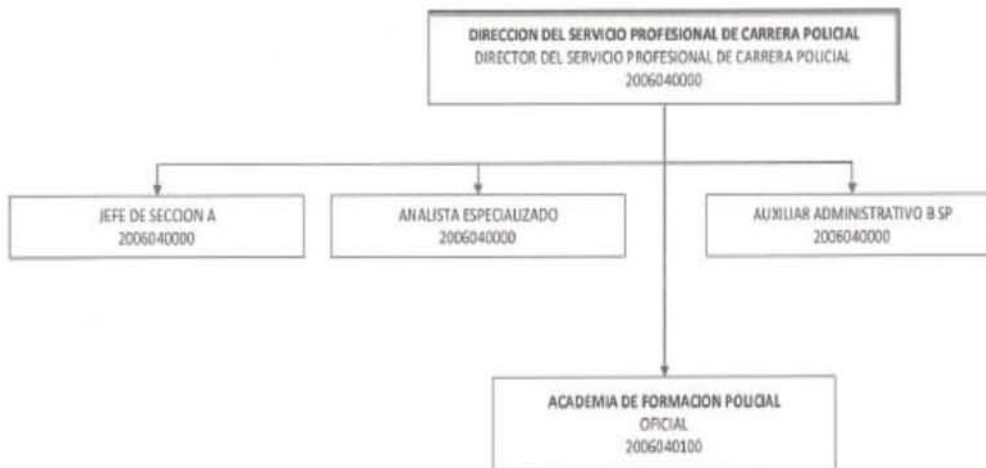 DIRECCION DEL SERVICIO PROFESIONAL DE CARRERA POLICIAL
DIRECTOR DEL SERVICIO PROFESIONAL DE CARRERA POLICIAL
2006040000
JEFE DE SECCION A
2006040000
ANALISTA ESPECIALIZADO
2006040000
AUXILIAR ADMINISTRATIVO B SP
2006040000
ACADEMIA DE FORMACION POLICIAL
OFICIAL
2006040100